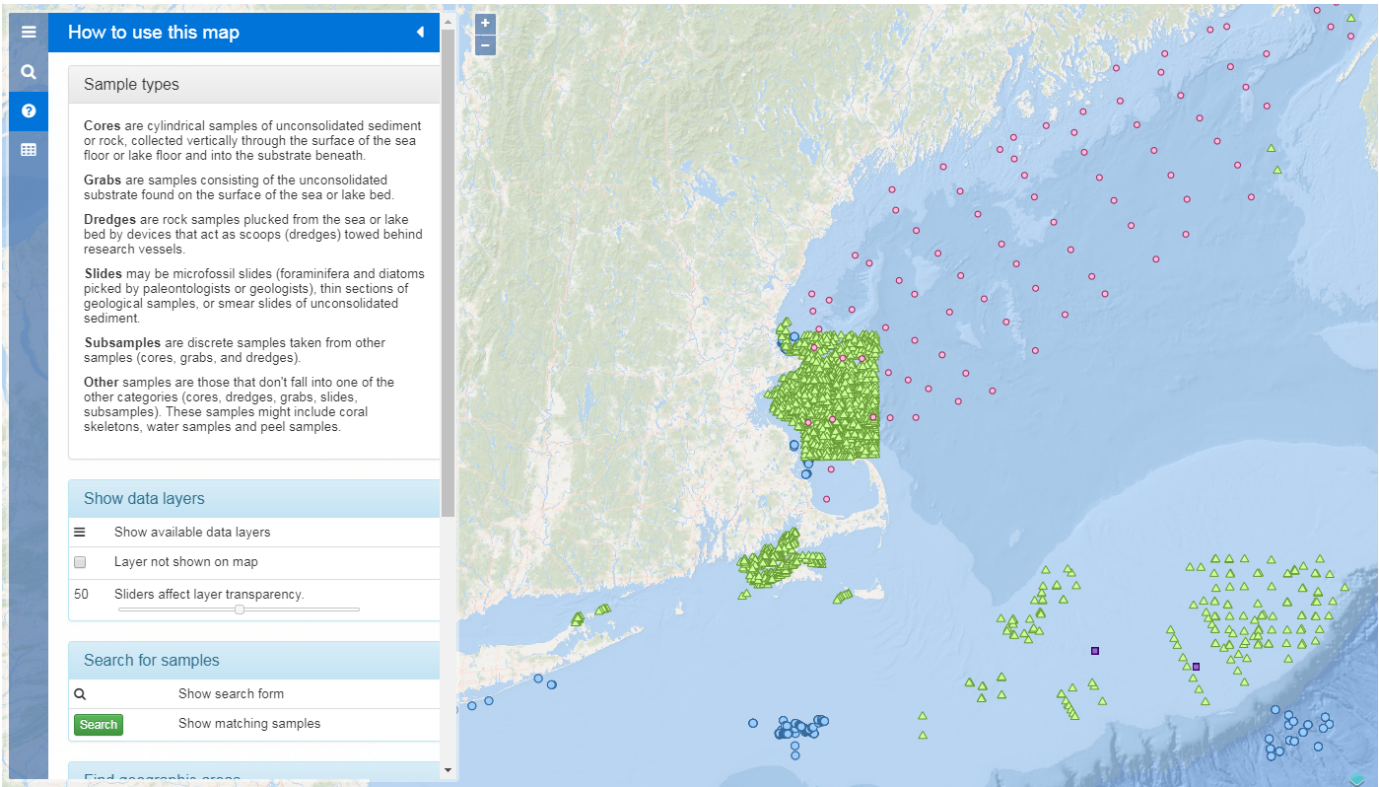 How to use this map
Sample types
Cores are cylindrical samples of unconsolidated sediment
or rock, collected vertically through the surface of the sea
floor or lake floor and into the substrate beneath.
Grabs are samples consisting of the unconsolidated
substrate found on the surface of the sea or lake bed.
Dredges are rock samples plucked from the sea or lake
bed by devices that act as scoops (dredges) towed behind
research vessels.
Slides may be microfossil slides (foraminifera and diatoms
picked by paleontologists or geologists), thin sections of
geological samples, or smear slides of unconsolidated
sediment.
Subsamples are discrete samples taken from other
samples (cores, grabs, and dredges).
Other samples are those that don't fall into one of the
other categories (cores, dredges, grabs, slides,
subsamples). These samples might include coral
skeletons, water samples and peel samples.
Show data layers
Show available data layers
Layer not shown on map
50 Sliders affect layer transparency.
Search for samples
Show search form
Search Show matching samples
Find geographic areas
+
−